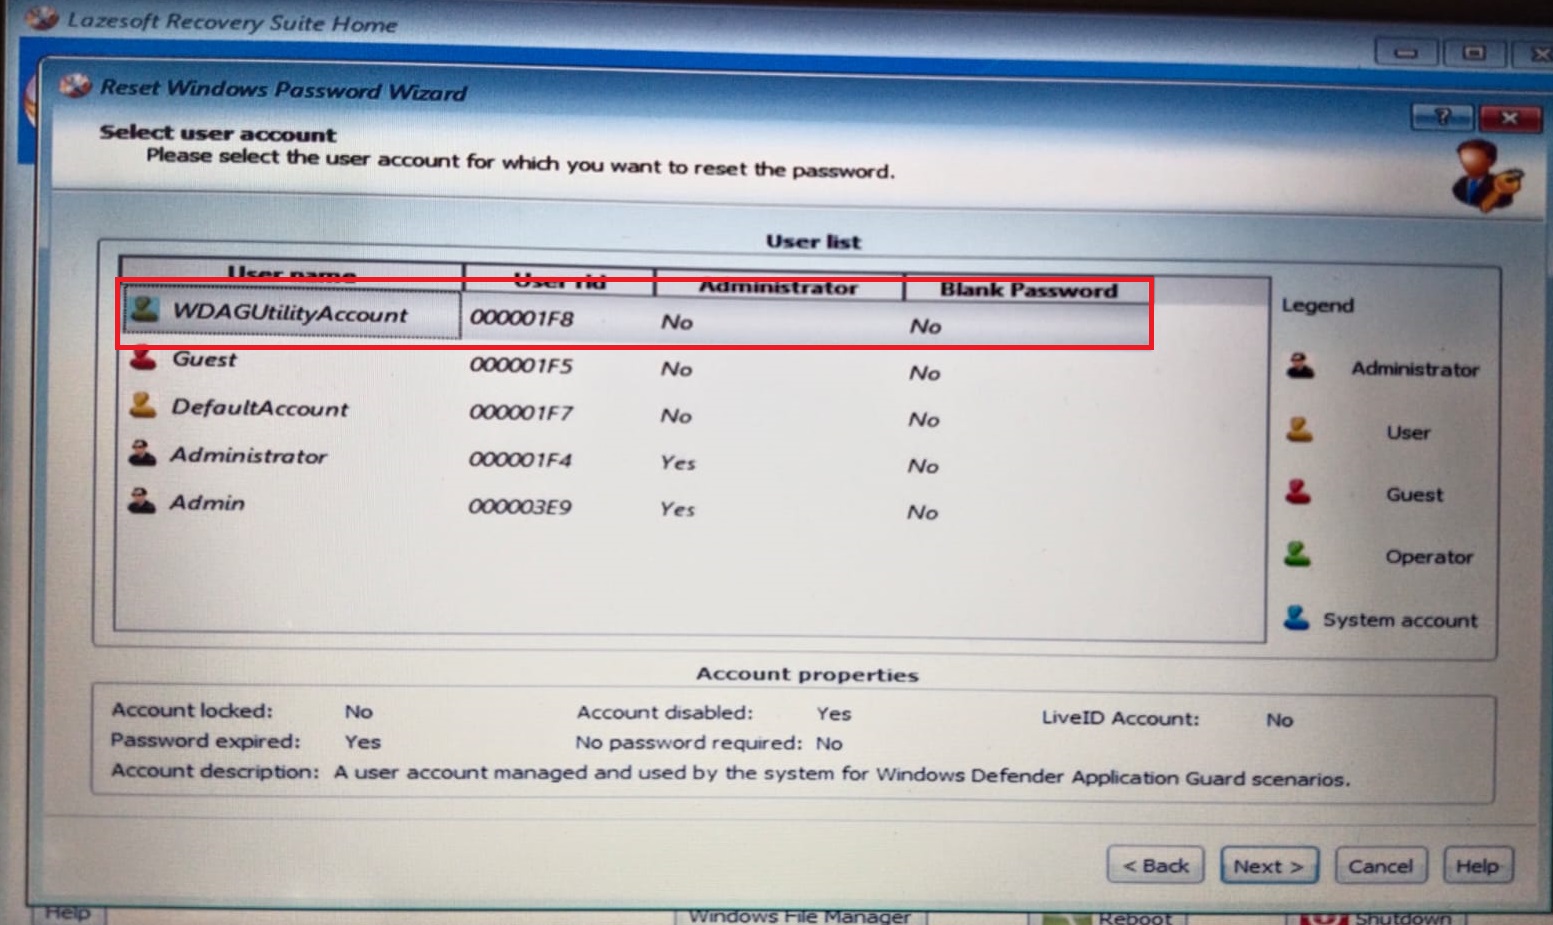 Lazesoft Recovery Suite Home
Reset Windows Password Wizard
?
Select user account
Please select the user account for which you want to reset the password.
User list
User name User rid Administrator Blank Password
WDAGUtilityAccount 000001F8 No No
Guest 000001F5 No No
DefaultAccount 000001F7 No No
Administrator 000001F4 Yes No
Admin 000003E9 Yes No
Legend
Administrator
User
Guest
Operator
System account
Account properties
Account locked: No Account disabled: Yes LiveID Account: No
Password expired: Yes No password required: No
Account description: A user account managed and used by the system for Windows Defender Application Guard scenarios.
< Back Next > Cancel Help
Help Windows File Manager Reboot Shutdown